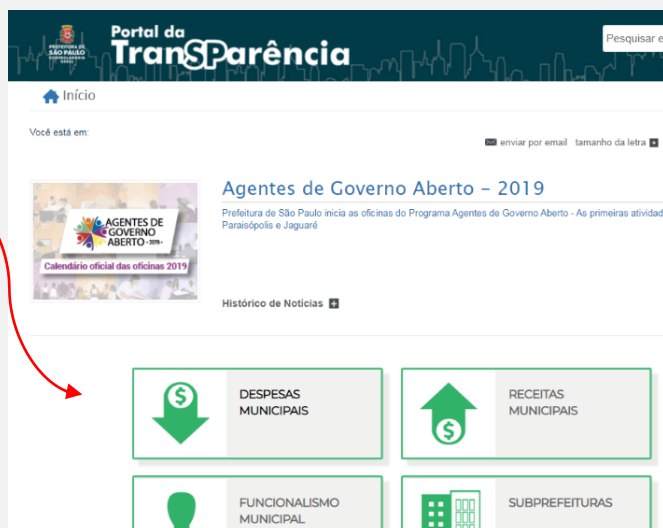 PREFEITURA DE
SÃO PAULO
CONTROLADORIA
GERAL
Portal da
TranSParência
Pesquisar e
Início
Você está em:
enviar por email tamanho da letra
AGENTES DE
GOVERNO
ABERTO - 2019 -
Calendário oficial das oficinas 2019
Agentes de Governo Aberto – 2019
Prefeitura de São Paulo inicia as oficinas do Programa Agentes de Governo Aberto - As primeiras atividad
Paraisópolis e Jaguaré
Histórico de Notícias
DESPESAS
MUNICIPAIS
RECEITAS
MUNICIPAIS
FUNCIONALISMO
MUNICIPAL
SUBPREFEITURAS